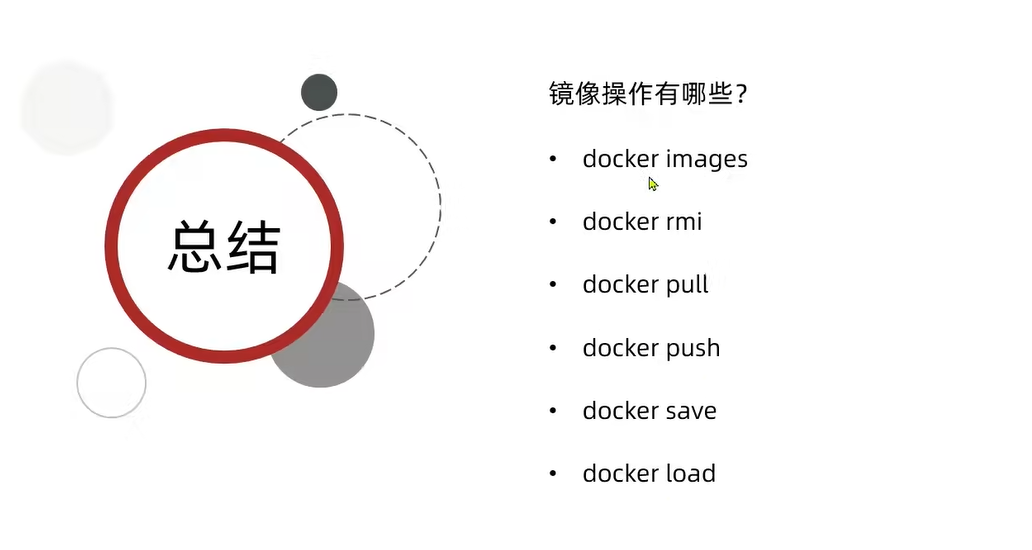 总结
镜像操作有哪些？
• docker images
• docker rmi
• docker pull
• docker push
• docker save
• docker load